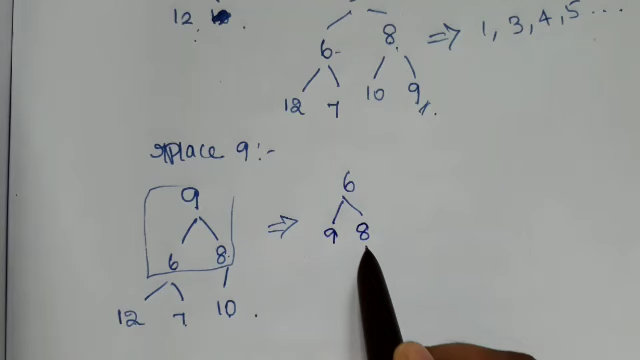 12
6
8
⇒ 1, 3, 4, 5 ...
12 7 10 9
replace 9:-
9
6 8
12 7 10
⇒ 6
9 8